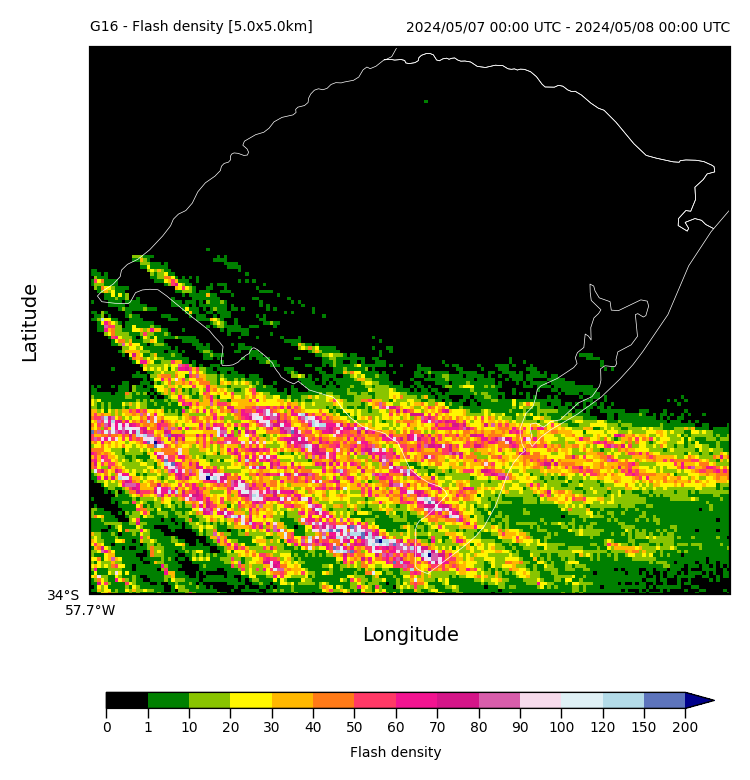 G16 - Flash density [5.0x5.0km] 2024/05/07 00:00 UTC - 2024/05/08 00:00 UTC
Latitude
34°S
57.7°W
Longitude
0 1 10 20 30 40 50 60 70 80 90 100 120 150 200
Flash density